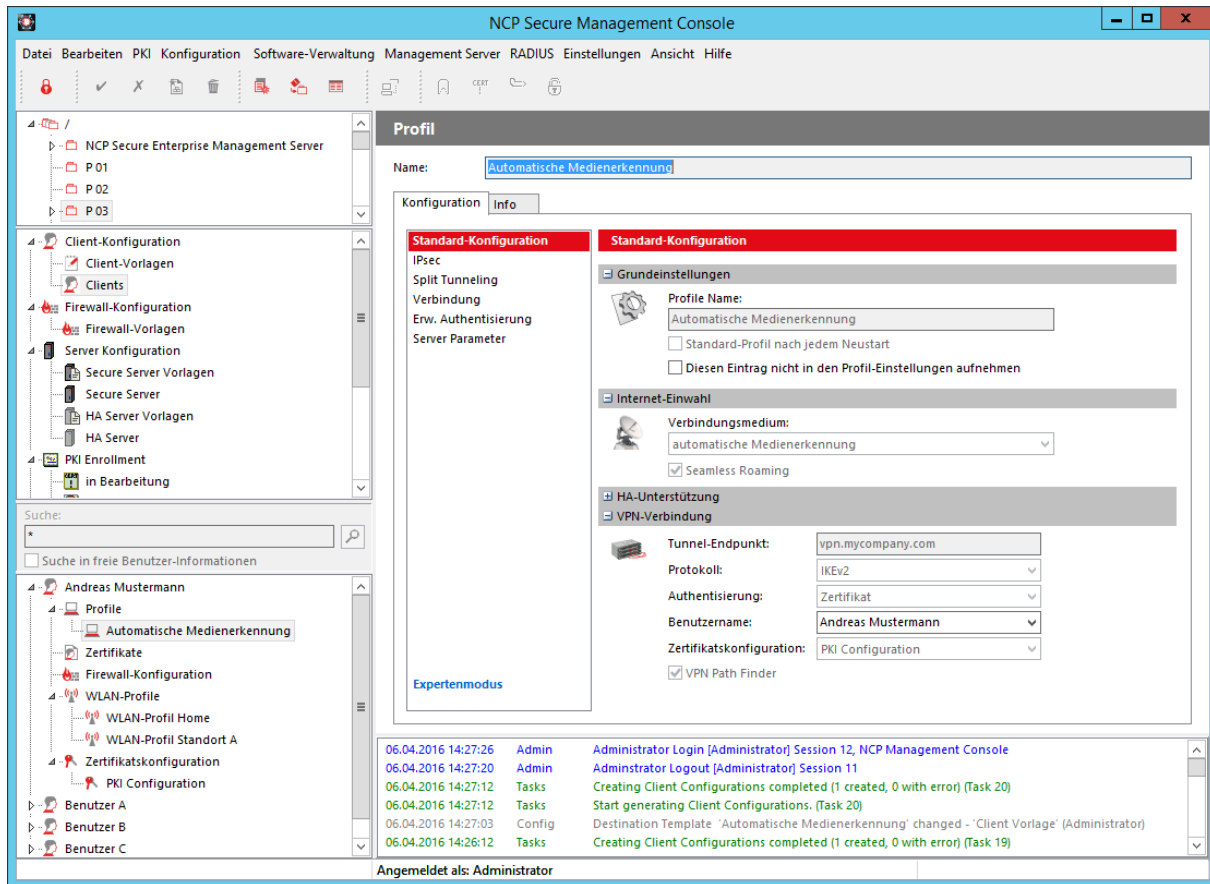 NCP Secure Management Console
Datei Bearbeiten PKI Konfiguration Software-Verwaltung Management Server RADIUS Einstellungen Ansicht Hilfe
CERT
/
NCP Secure Enterprise Management Server
P 01
P 02
P 03
Client-Konfiguration
Client-Vorlagen
Clients
Firewall-Konfiguration
Firewall-Vorlagen
Server Konfiguration
Secure Server Vorlagen
Secure Server
HA Server Vorlagen
HA Server
PKI Enrollment
in Bearbeitung
Suche:
*
Suche in freie Benutzer-Informationen
Andreas Mustermann
Profile
Automatische Medienerkennung
Zertifikate
Firewall-Konfiguration
WLAN-Profile
WLAN-Profil Home
WLAN-Profil Standort A
Zertifikatskonfiguration
PKI Configuration
Benutzer A
Benutzer B
Benutzer C
Profil
Name: Automatische Medienerkennung
Konfiguration Info
Standard-Konfiguration
IPsec
Split Tunneling
Verbindung
Erw. Authentisierung
Server Parameter
Expertenmodus
Standard-Konfiguration
Grundeinstellungen
Profile Name:
Automatische Medienerkennung
Standard-Profil nach jedem Neustart
Diesen Eintrag nicht in den Profil-Einstellungen aufnehmen
Internet-Einwahl
Verbindungsmedium:
automatische Medienerkennung
Seamless Roaming
HA-Unterstützung
VPN-Verbindung
Tunnel-Endpunkt: vpn.mycompany.com
Protokoll: IKEv2
Authentisierung: Zertifikat
Benutzername: Andreas Mustermann
Zertifikatskonfiguration: PKI Configuration
VPN Path Finder
06.04.2016 14:27:26 Admin Administrator Login [Administrator] Session 12, NCP Management Console
06.04.2016 14:27:20 Admin Adminstrator Logout [Administrator] Session 11
06.04.2016 14:27:12 Tasks Creating Client Configurations completed (1 created, 0 with error) (Task 20)
06.04.2016 14:27:12 Tasks Start generating Client Configurations. (Task 20)
06.04.2016 14:27:03 Config Destination Template 'Automatische Medienerkennung' changed - 'Client Vorlage' (Administrator)
06.04.2016 14:26:12 Tasks Creating Client Configurations completed (1 created, 0 with error) (Task 19)
Angemeldet als: Administrator